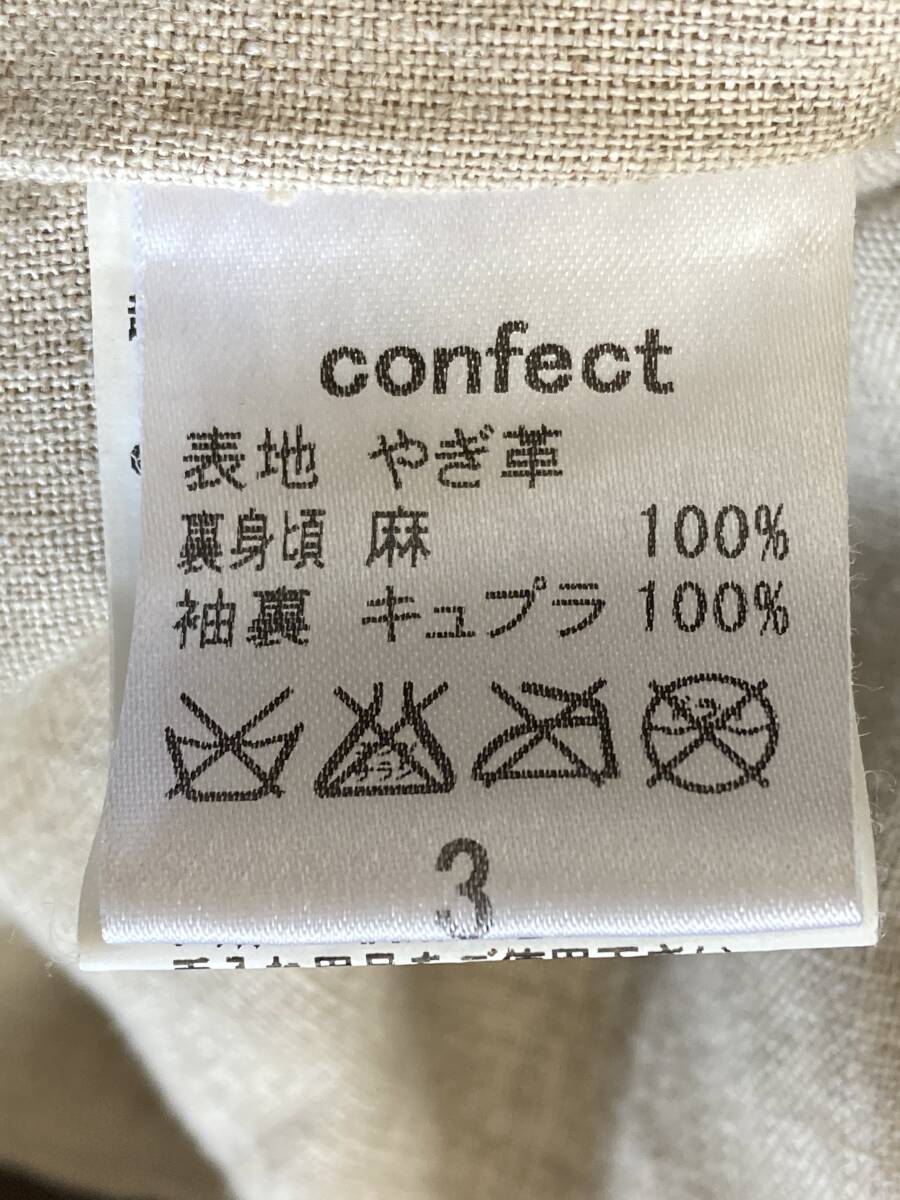 confect
表地 やぎ革
裏身頃 麻 100%
袖裏 キュプラ 100%
3